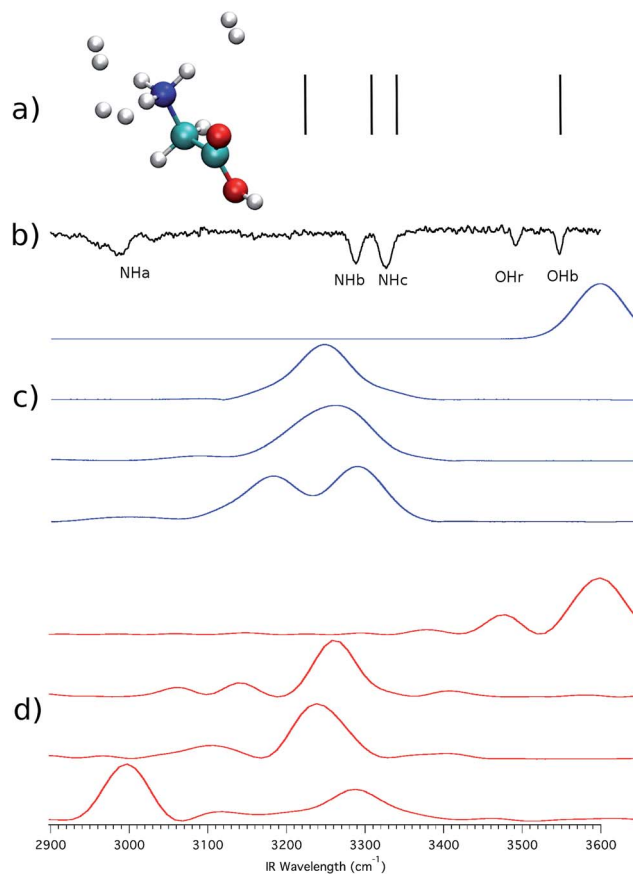 a)
b)
NHa
NHb
NHc
OHr
OHb
c)
d)
2900 3000 3100 3200 3300 3400 3500 3600
IR Wavelength (cm-1)